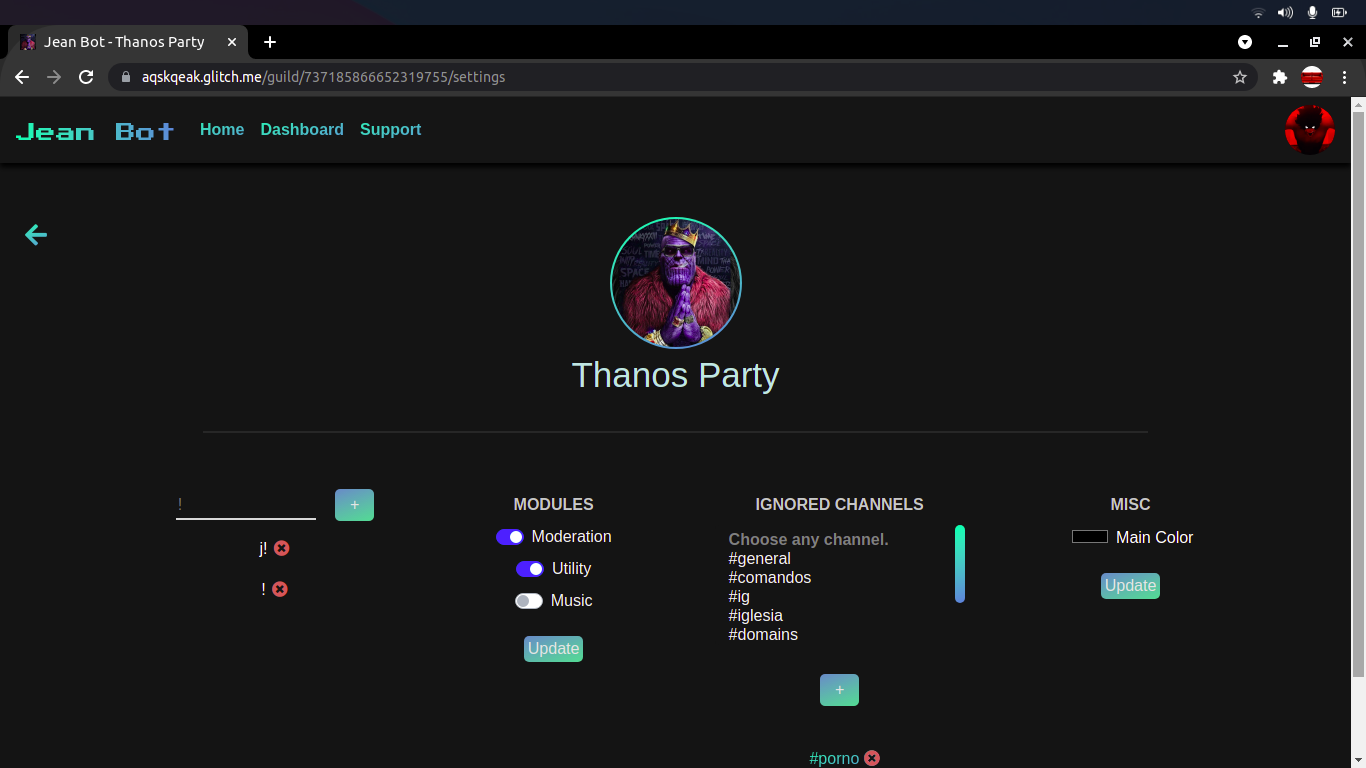 Jean Bot - Thanos Party
aqskqeak.glitch.me/guild/737185866652319755/settings
Jean Bot Home Dashboard Support
Thanos Party
! +
j!
!
MODULES
Moderation
Utility
Music
Update
IGNORED CHANNELS
Choose any channel.
#general
#comandos
#ig
#iglesia
#domains
+
#porno
MISC
Main Color
Update